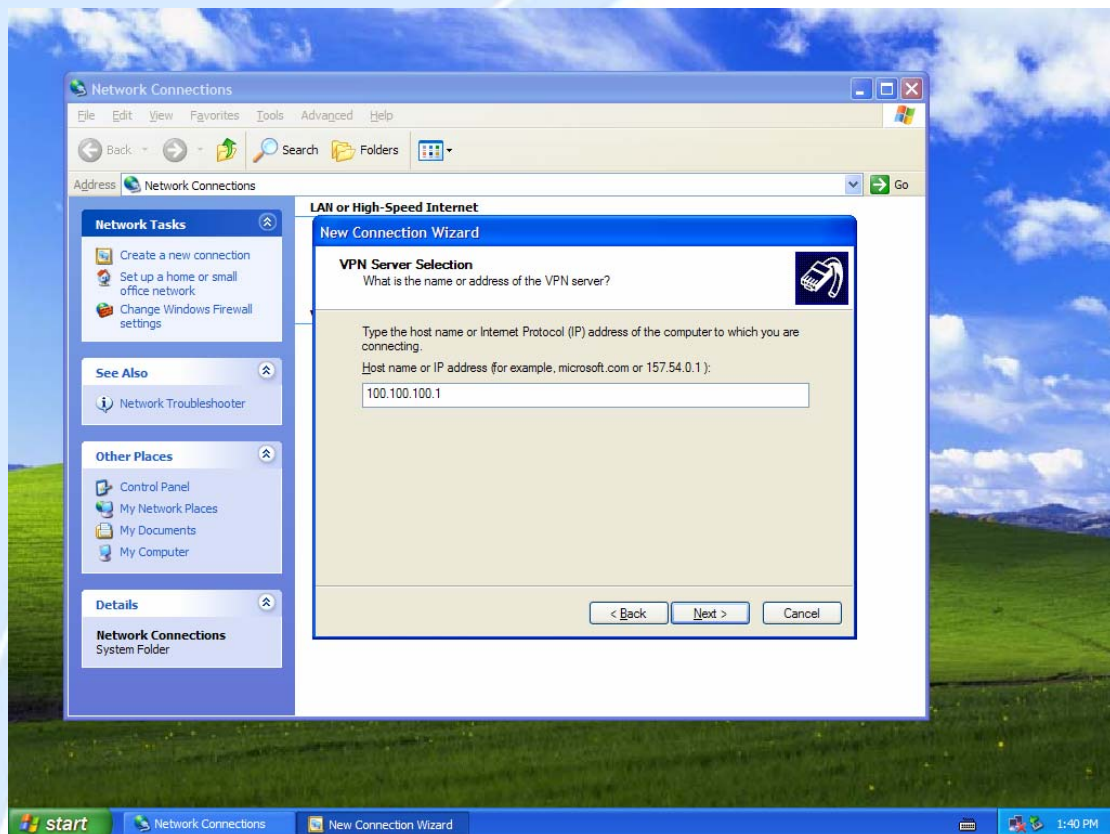 Network Connections
File Edit View Favorites Tools Advanced Help
Back Search Folders
Address Network Connections Go
Network Tasks
Create a new connection
Set up a home or small
office network
Change Windows Firewall
settings
See Also
Network Troubleshooter
Other Places
Control Panel
My Network Places
My Documents
My Computer
Details
Network Connections
System Folder
LAN or High-Speed Internet
New Connection Wizard
VPN Server Selection
What is the name or address of the VPN server?
Type the host name or Internet Protocol (IP) address of the computer to which you are
connecting.
Host name or IP address (for example, microsoft.com or 157.54.0.1 ):
100.100.100.1
< Back Next > Cancel
start Network Connections New Connection Wizard 1:40 PM